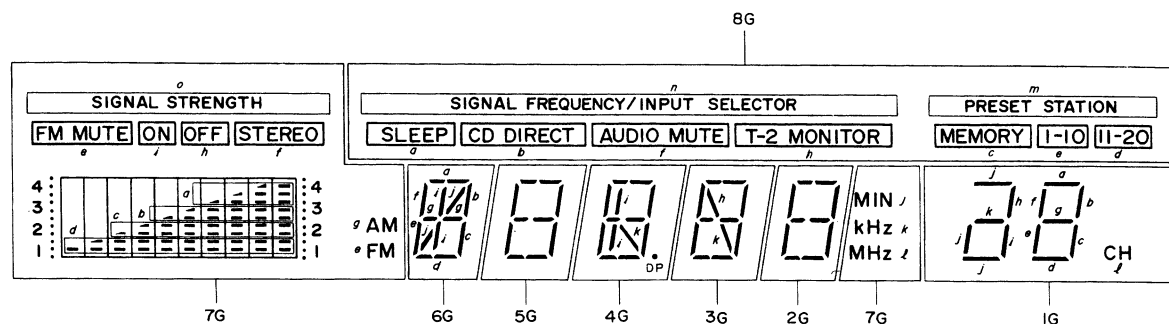 8G
o
n
m
SIGNAL STRENGTH
SIGNAL FREQUENCY/INPUT SELECTOR
PRESET STATION
FM MUTE ON OFF STEREO
SLEEP CD DIRECT AUDIO MUTE T-2 MONITOR
MEMORY 1-10 11-20
e i h f
a b f h
c e d
4 a 4
3 b 3
2 c 2
1 d 1
g AM
e FM
a
f i j b
g g
e j i c
d
i
k
i
DP
h
k
MIN j
kHz k
MHz l
j a
h f b
k g
j i e c
j d
CH
l
7G 6G 5G 4G 3G 2G 7G 1G